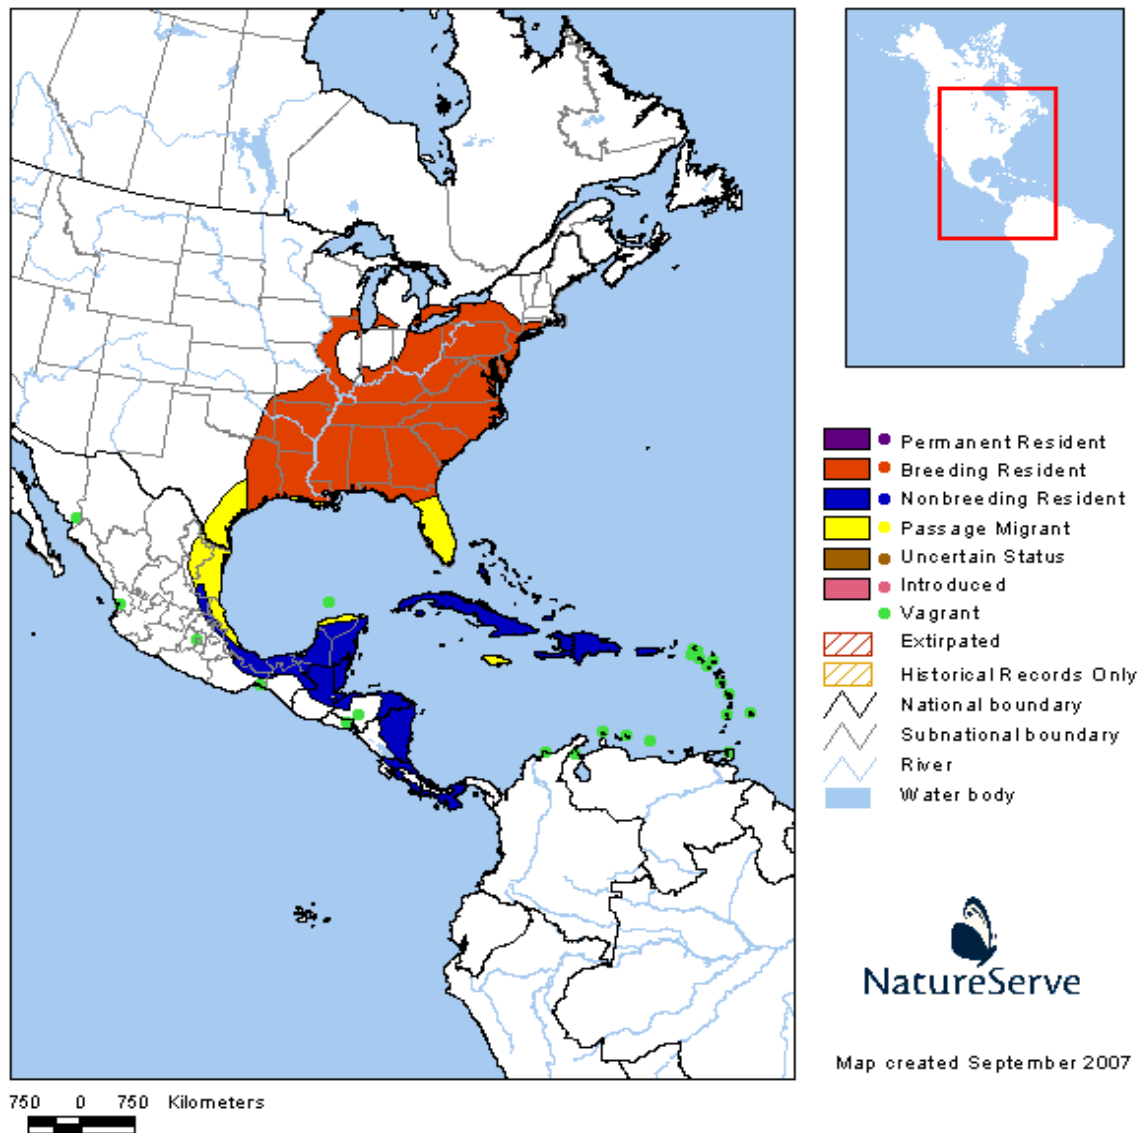 Permanent Resident
Breeding Resident
Nonbreeding Resident
Passage Migrant
Uncertain Status
Introduced
Vagrant
Extirpated
Historical Records Only
National boundary
Subnational boundary
River
Water body
NatureServe
Map created September 2007
750 0 750 Kilometers